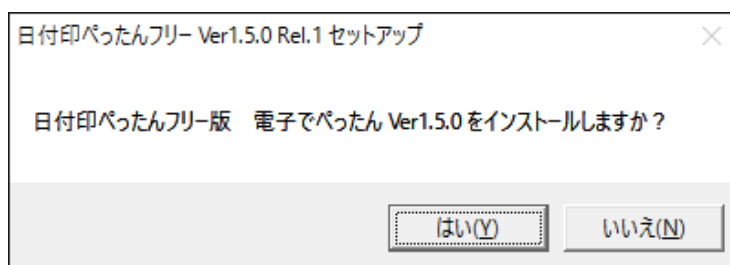 日付印ぺったんフリー Ver1.5.0 Rel.1 セットアップ
日付印ぺったんフリー版　電子でぺったん Ver1.5.0 をインストールしますか？
はい(Y)
いいえ(N)